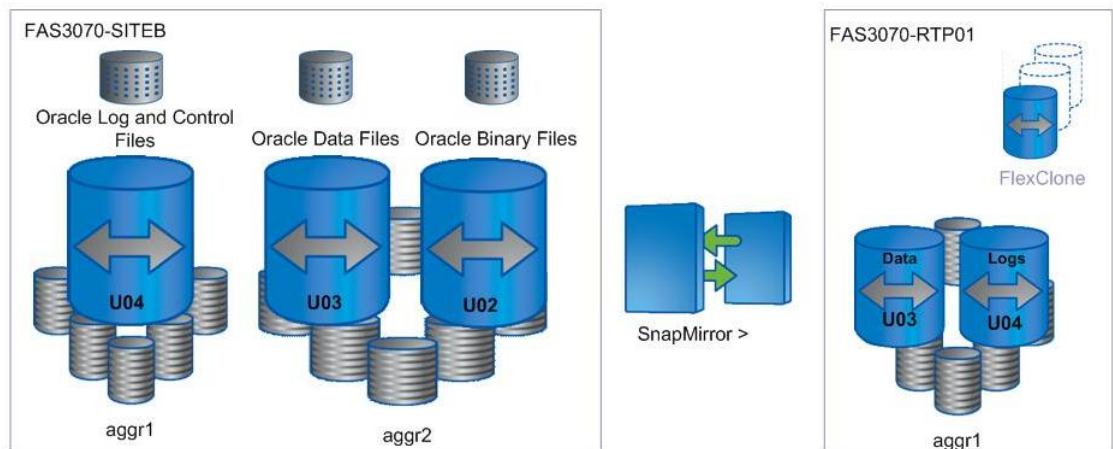 FAS3070-SITEB
Oracle Log and Control
Files
Oracle Data Files
Oracle Binary Files
U04
U03
U02
aggr1
aggr2
SnapMirror >
FAS3070-RTP01
FlexClone
Data
U03
Logs
U04
aggr1